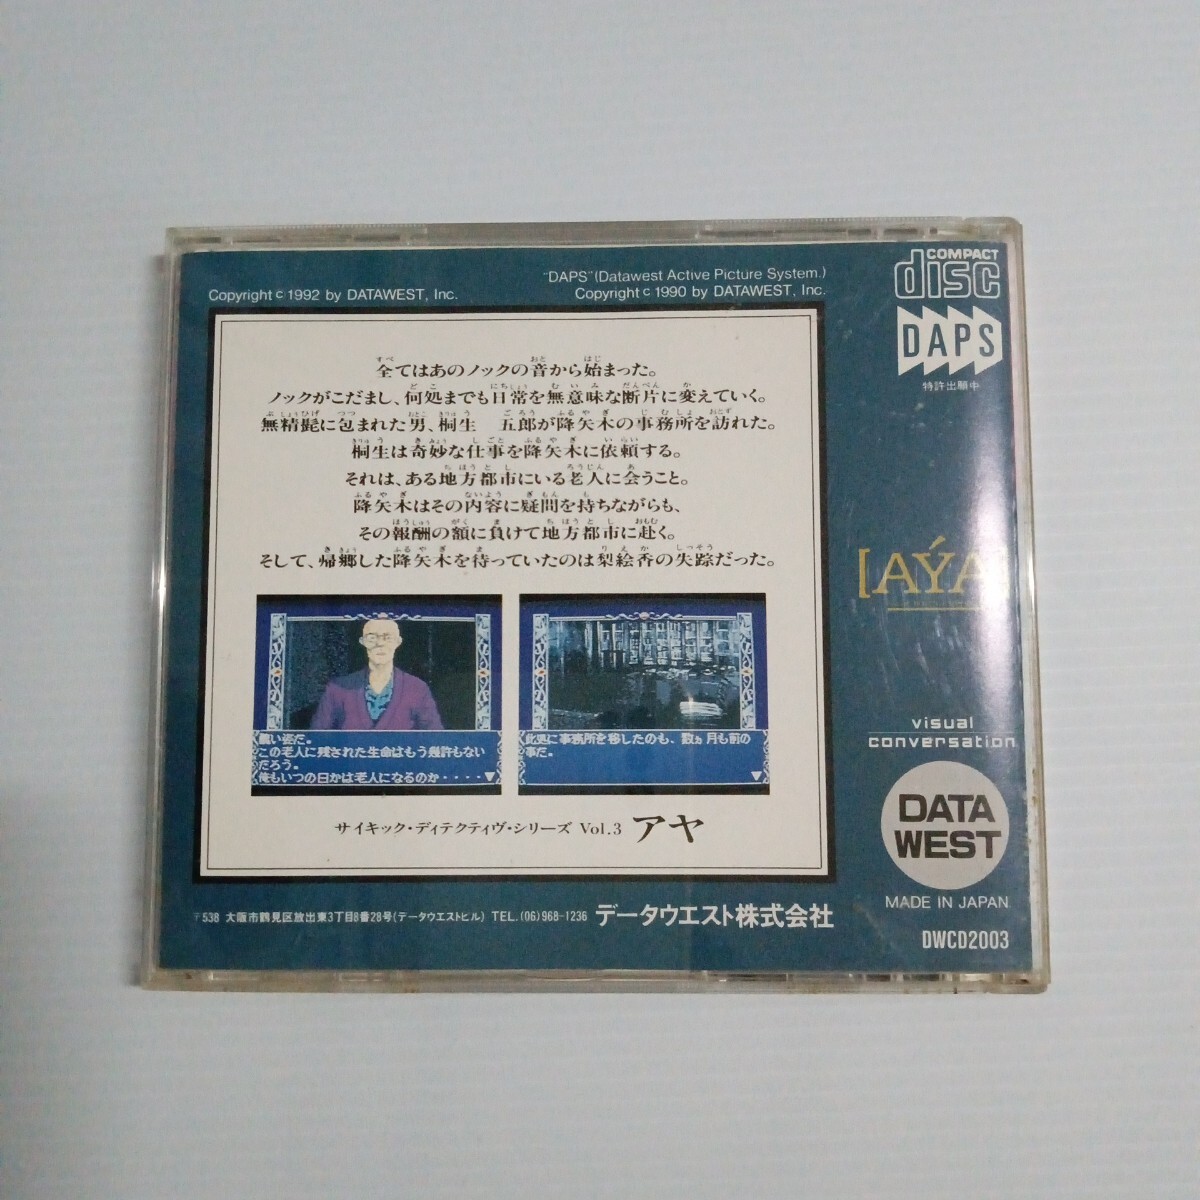 Copyright c 1992 by DATAWEST, Inc.
"DAPS" (Datawest Active Picture System.)
Copyright c 1990 by DATAWEST, Inc.
COMPACT
disc
DAPS
特許出願中
全てはあのノックの音から始まった。
ノックがこだまし、何処までも日常を無意味な断片に変えていく。
無精髭に包まれた男、桐生 五郎が降矢木の事務所を訪れた。
桐生は奇妙な仕事を降矢木に依頼する。
それは、ある地方都市にいる老人に会うこと。
降矢木はその内容に疑問を持ちながらも、
その報酬の額に負けて地方都市に赴く。
そして、帰郷した降矢木を待っていたのは梨絵香の失踪だった。
い姿だ。
この老人に残された生命はもう幾許もない
だろう。
俺もいつの日かは老人になるのか・・・・▼
此処に事務所を移したのも、数ヵ月も前の
事だ。
▼
サイキック・ディテクティヴ・シリーズ Vol.3 アヤ
[AÝA]
visual
conversation
DATA
WEST
MADE IN JAPAN
DWCD2003
〒538 大阪市鶴見区放出東3丁目8番28号(データウエストビル) TEL.(06)968-1236 データウエスト株式会社